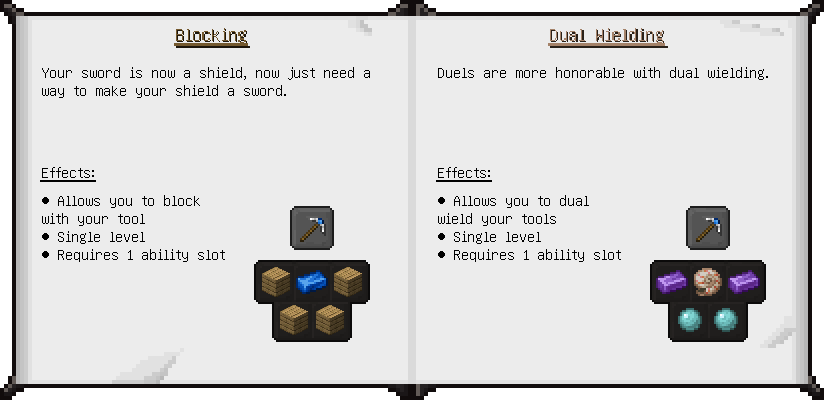 Blocking
Your sword is now a shield, now just need a
way to make your shield a sword.
Effects:
● Allows you to block
with your tool
● Single level
● Requires 1 ability slot
Dual Wielding
Duels are more honorable with dual wielding.
Effects:
● Allows you to dual
wield your tools
● Single level
● Requires 1 ability slot